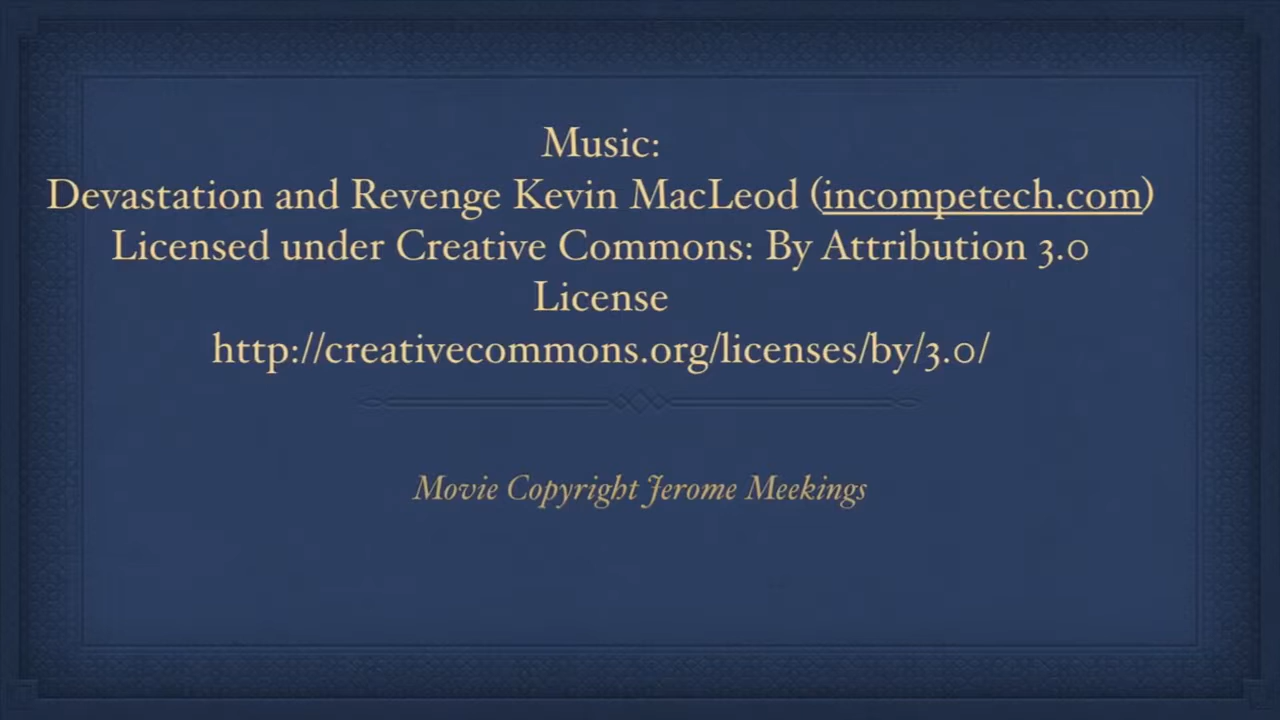 Music:
Devastation and Revenge Kevin MacLeod (incompetech.com)
Licensed under Creative Commons: By Attribution 3.0
License
http://creativecommons.org/licenses/by/3.0/
Movie Copyright Jerome Meekings